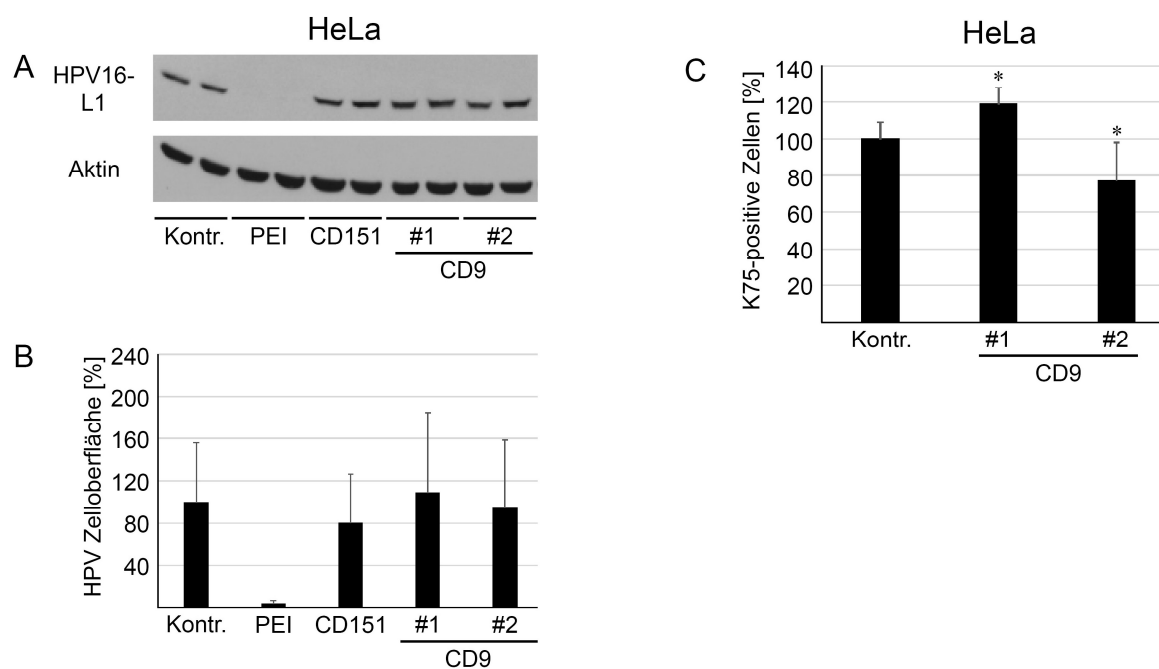 HeLa
A
HPV16-
L1
Aktin
Kontr. PEI CD151 #1 #2
CD9
B
HPV Zelloberfläche [%]
240
200
160
120
80
40
Kontr. PEI CD151 #1 #2
CD9
HeLa
C
K75-positive Zellen [%]
140
120
100
80
60
40
20
*
*
Kontr. #1 #2
CD9